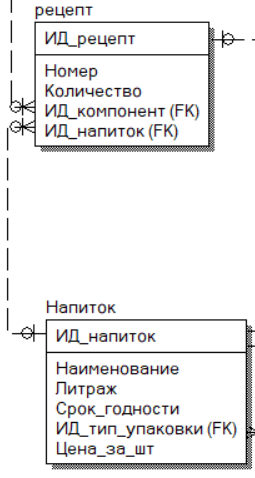 рецепт
ИД_рецепт
Номер
Количество
ИД_компонент (FK)
ИД_напиток (FK)
Напиток
ИД_напиток
Наименование
Литраж
Срок_годности
ИД_тип_упаковки (FK)
Цена_за_шт